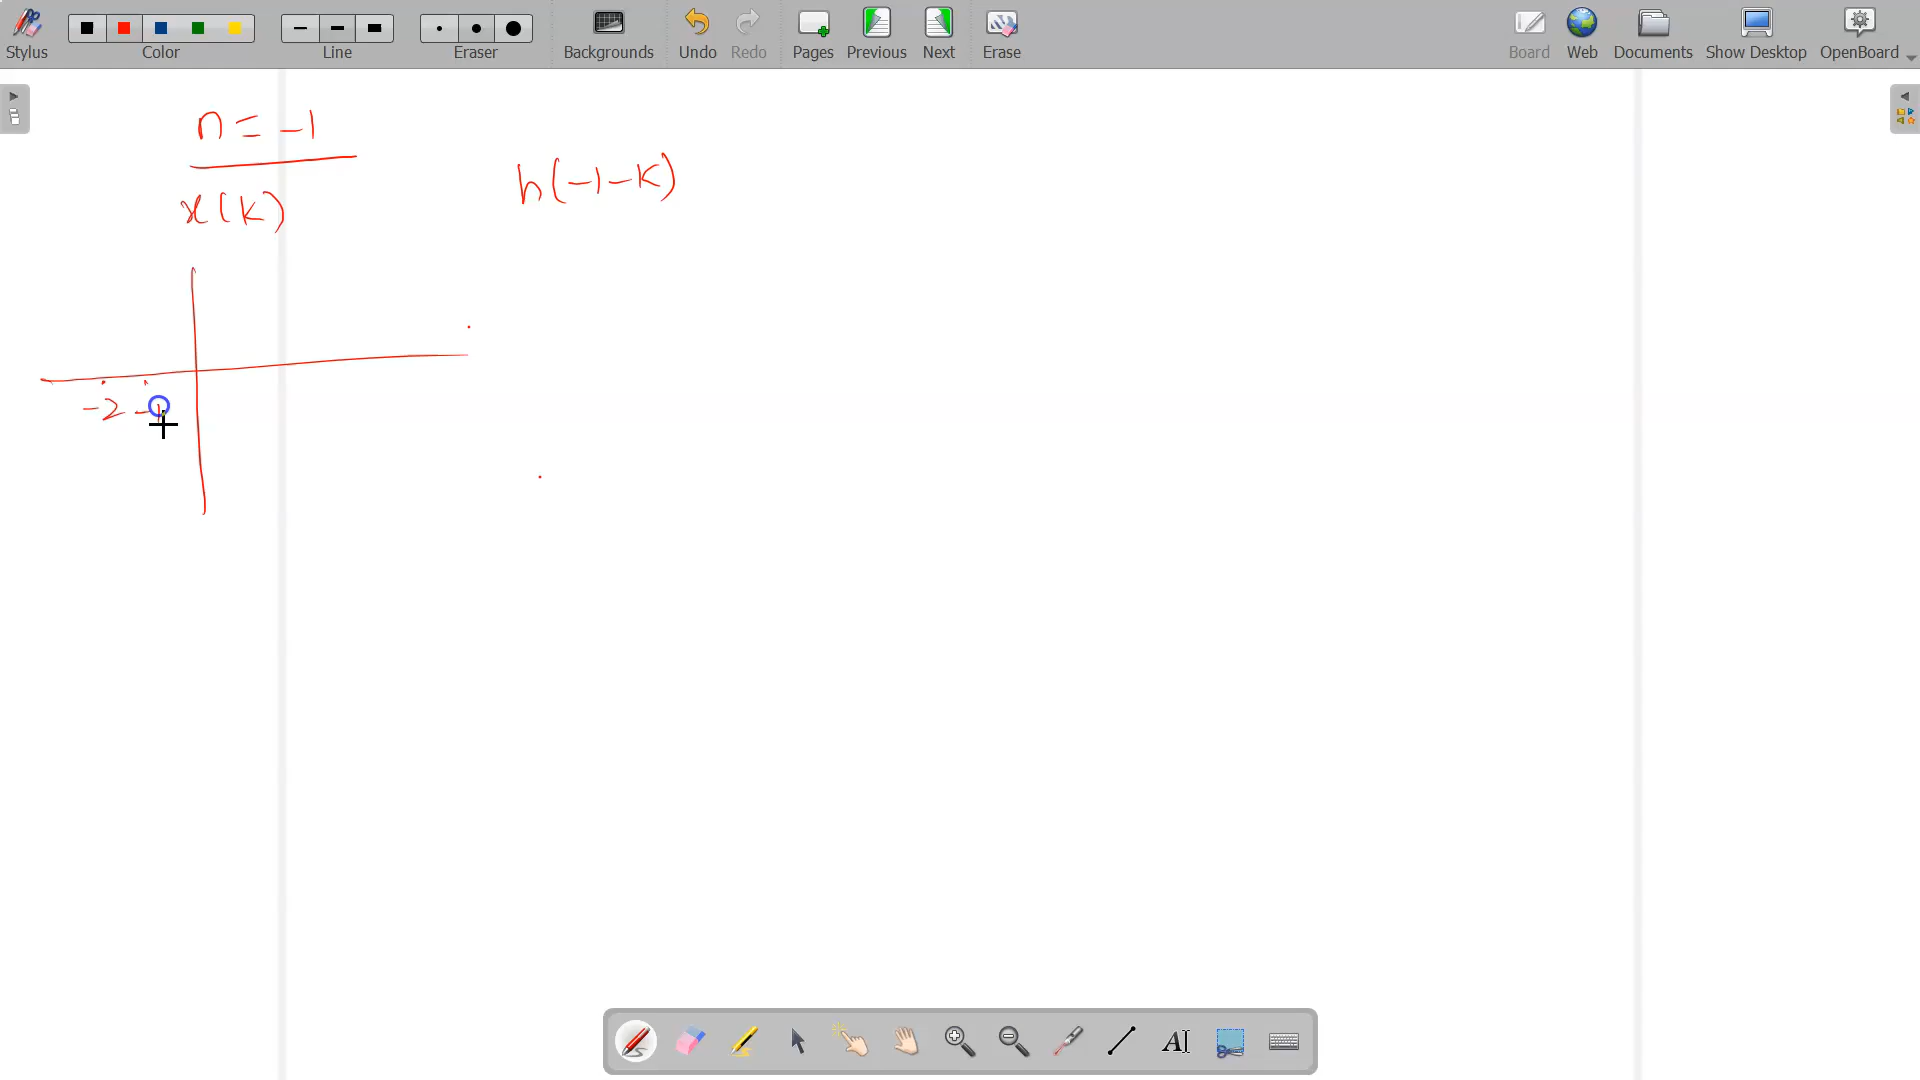 Stylus Color Line Eraser Backgrounds Undo Redo Pages Previous Next Erase Board Web Documents Show Desktop OpenBoard
n = -1
h(-1-k)
x(k)
-2 -1
AI